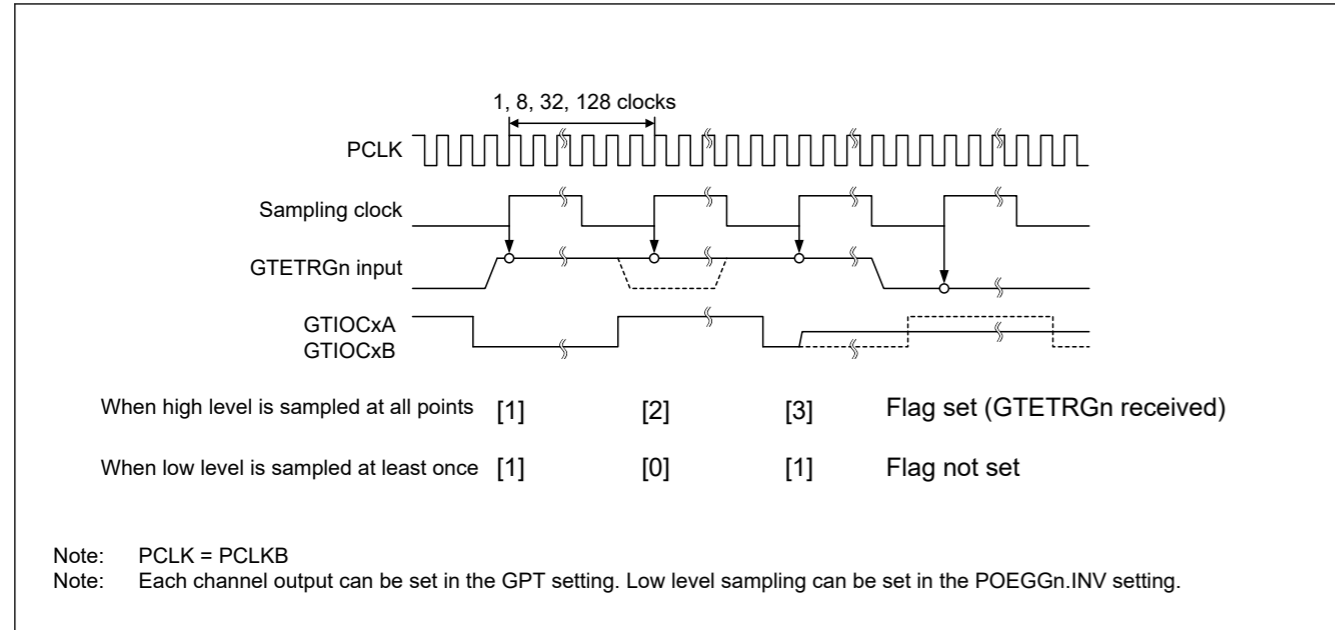 1, 8, 32, 128 clocks
PCLK
Sampling clock
GTETRGn input
GTIOCxA
GTIOCxB
When high level is sampled at all points [1] [2] [3] Flag set (GTETRGn received)
When low level is sampled at least once [1] [0] [1] Flag not set
Note: PCLK = PCLKB
Note: Each channel output can be set in the GPT setting. Low level sampling can be set in the POEGGn.INV setting.